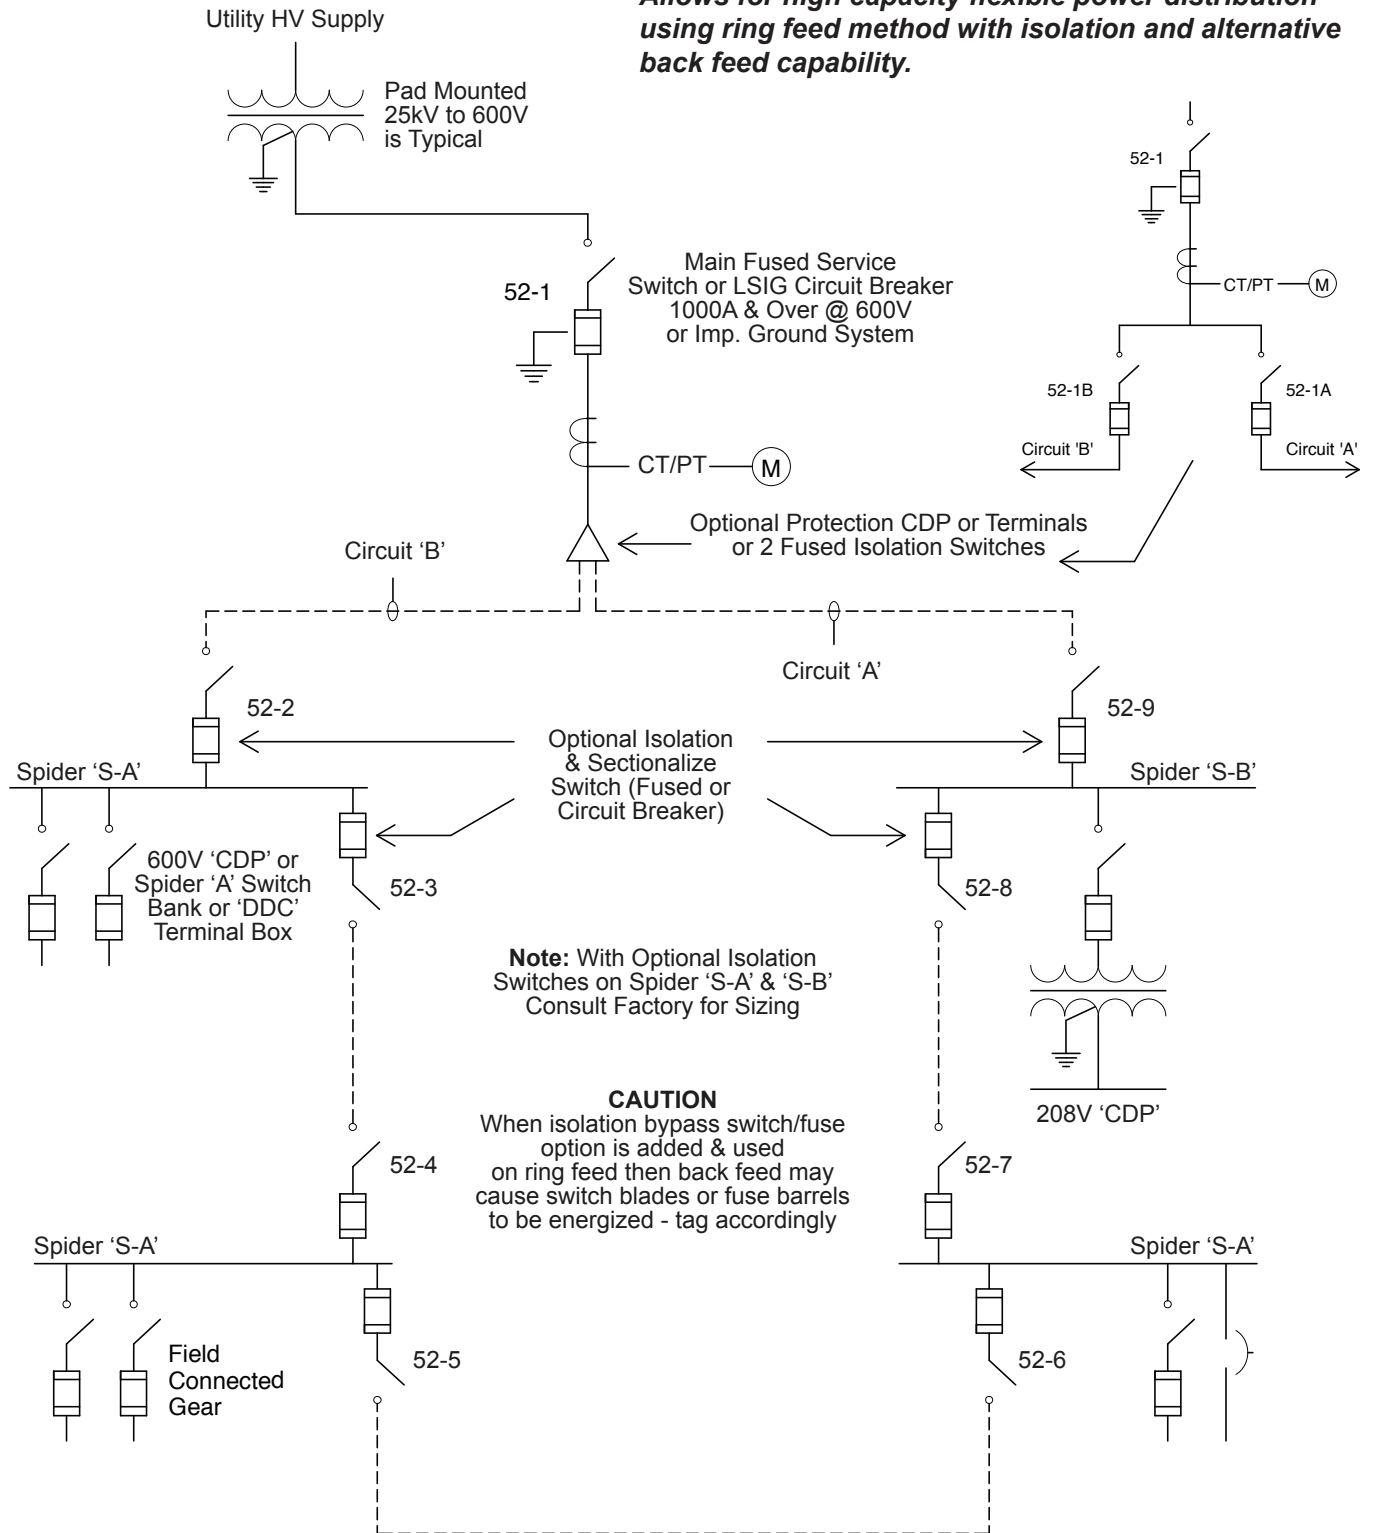 Allows for high capacity flexible power distribution
using ring feed method with isolation and alternative
back feed capability.
Utility HV Supply
Pad Mounted
25kV to 600V
is Typical
52-1
Main Fused Service
Switch or LSIG Circuit Breaker
1000A & Over @ 600V
or Imp. Ground System
CT/PT
M
52-1
CT/PT
M
52-1B
52-1A
Circuit 'B'
Circuit 'A'
Optional Protection CDP or Terminals
or 2 Fused Isolation Switches
Circuit ‘B’
Circuit ‘A’
52-2
52-9
Optional Isolation
& Sectionalize
Switch (Fused or
Circuit Breaker)
Spider ‘S-A’
Spider ‘S-B’
600V ‘CDP’ or
Spider ‘A’ Switch
Bank or ‘DDC’
Terminal Box
52-3
52-8
Note: With Optional Isolation
Switches on Spider ‘S-A’ & ‘S-B’
Consult Factory for Sizing
208V ‘CDP’
CAUTION
When isolation bypass switch/fuse
option is added & used
on ring feed then back feed may
cause switch blades or fuse barrels
to be energized - tag accordingly
52-4
52-7
Spider ‘S-A’
Spider ‘S-A’
Field
Connected
Gear
52-5
52-6